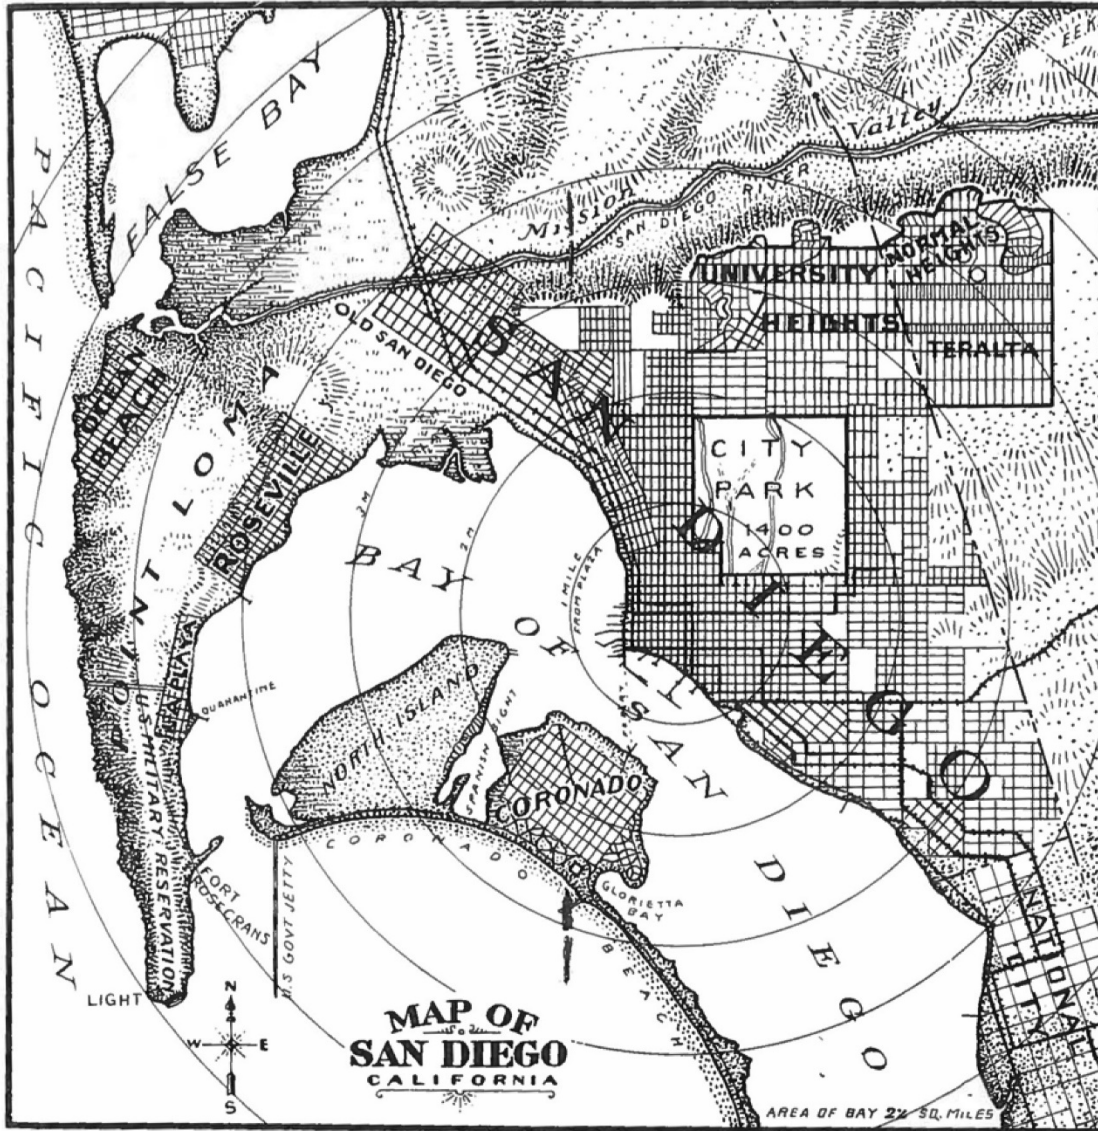 PACIFIC OCEAN
FALSE BAY
Mission Valley
SAN DIEGO RIVER
UNIVERSITY
HEIGHTS
NORMAL
HEIGHTS
TERALTA
OLD SAN DIEGO
SAN DIEGO
OCEAN
BEACH
POINT LOMA
ROSEVILLE
CITY
PARK
1400
ACRES
3 M
2 M
1 MILE
FROM PLAZA
BAY OF SAN DIEGO
LA PLAYA
QUARANTINE
U.S. MILITARY RESERVATION
NORTH ISLAND
SPANISH BIGHT
CORONADO
CORONADO BEACH
GLORIETTA
BAY
FORT
ROSECRANS
U.S GOVT JETTY
LIGHT
NATIONAL
CITY
N
W E
S
MAP OF
SAN DIEGO
CALIFORNIA
AREA OF BAY 22 SQ. MILES